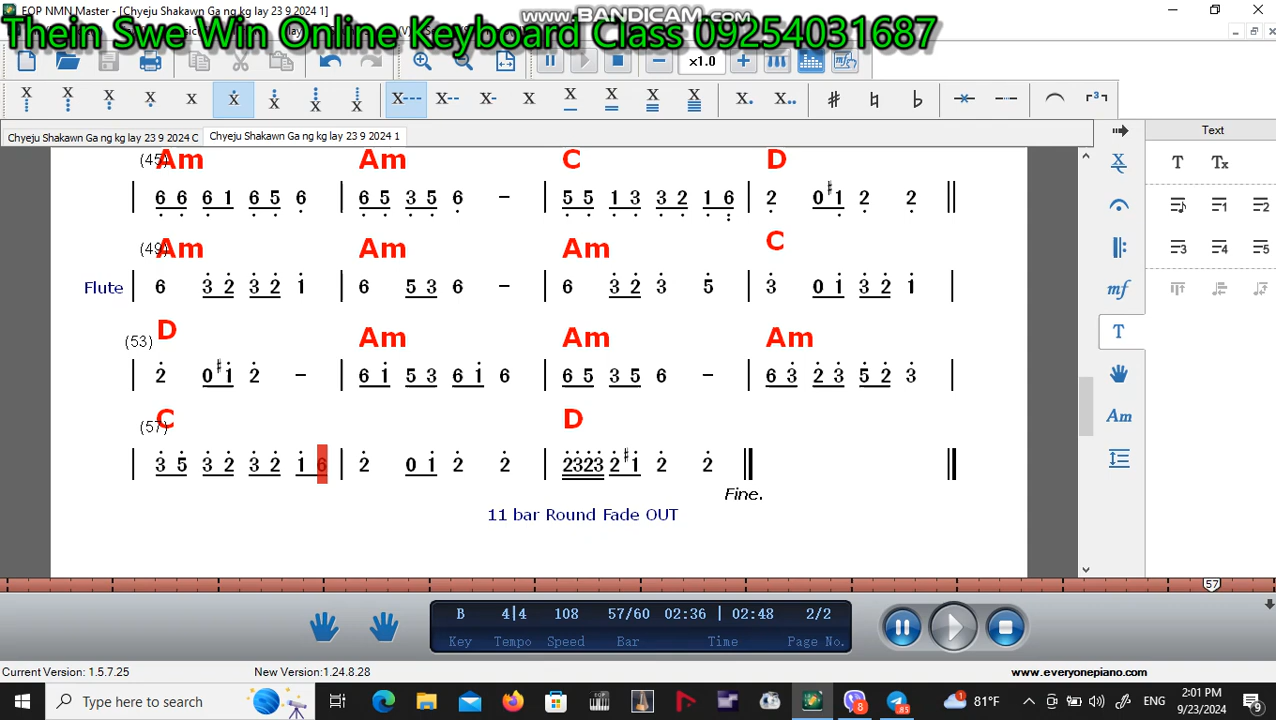 EOP NMN Master - [Chyeju Shakawn Ga ng kg lay 23 9 2024 1]
www.BANDICAM.com
Thein Swe Win Online Keyboard Class 09254031687
x1.0
Chyeju Shakawn Ga ng kg lay 23 9 2024 C
Chyeju Shakawn Ga ng kg lay 23 9 2024 1
Text
(45) Am Am C D
6 6 6 1 6 5 6 | 6 5 3 5 6 – | 5 5 1 3 3 2 1 6 | 2 0 #1 2 2
(49) Am Am Am C
Flute 6 3 2 3 2 1 | 6 5 3 6 – | 6 3 2 3 5 | 3 0 1 3 2 1
(53) D Am Am Am
2 0 #1 2 – | 6 1 5 3 6 1 6 | 6 5 3 5 6 – | 6 3 2 3 5 2 3
(57) C D
3 5 3 2 3 2 1 6 | 2 0 1 2 2 | 2323 2 #1 2 2
Fine.
11 bar Round Fade OUT
mf
T
Am
57
B 4|4 108 57/60 02:36 | 02:48 2/2
Key Tempo Speed Bar Time Page No.
Current Version: 1.5.7.25 New Version: 1.24.8.28 www.everyonepiano.com
Type here to search
8
85
1
81°F
ENG
2:01 PM
9/23/2024
9